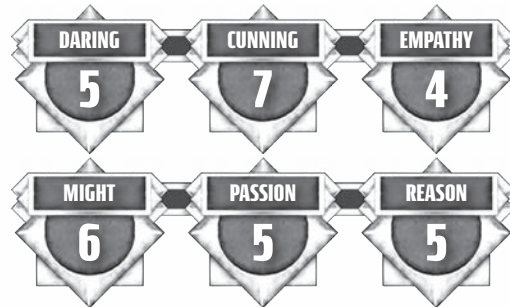 DARING CUNNING EMPATHY
5 7 4
MIGHT PASSION REASON
6 5 5